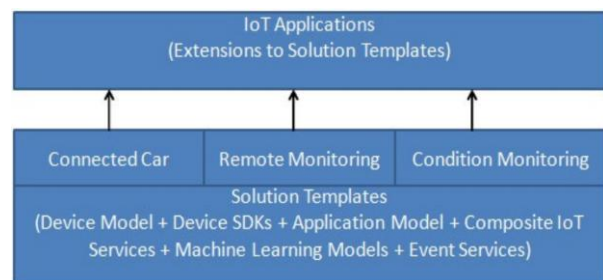 IoT Applications
(Extensions to Solution Templates)
Connected Car
Remote Monitoring
Condition Monitoring
Solution Templates
(Device Model + Device SDKs + Application Model + Composite IoT
Services + Machine Learning Models + Event Services)